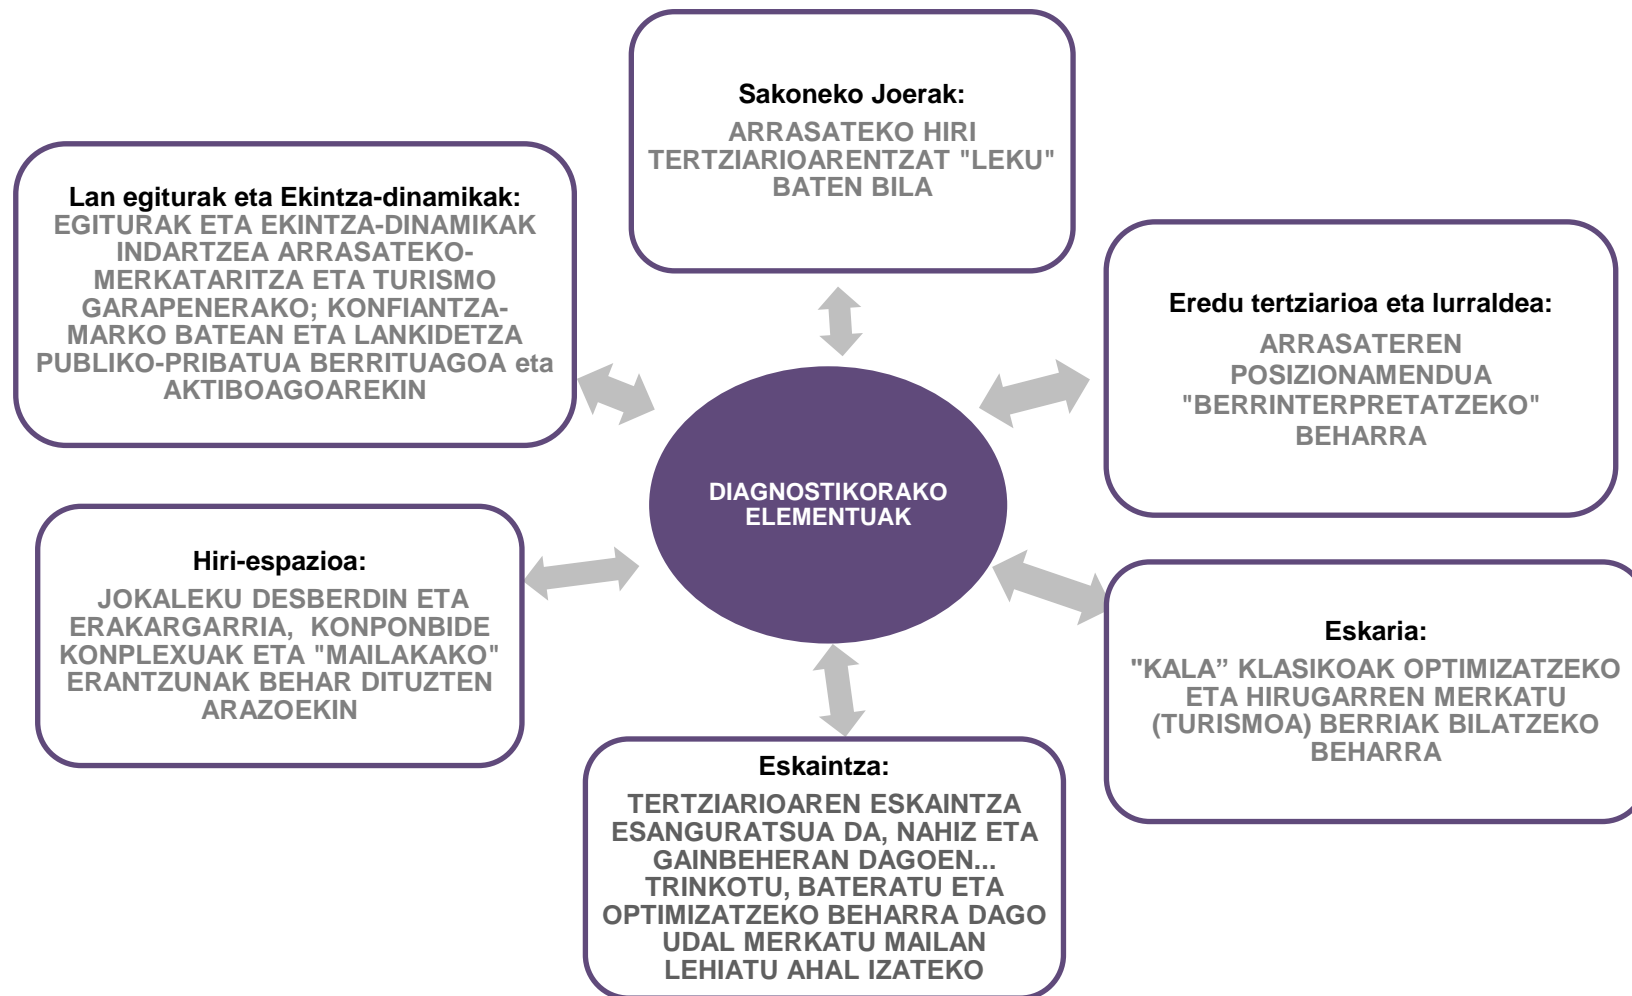 Sakoneko Joerak:
ARRASATEKO HIRI
TERTZIARIOARENTZAT "LEKU"
BATEN BILA
Lan egiturak eta Ekintza-dinamikak:
EGITURAK ETA EKINTZA-DINAMIKAK
INDARTZEA ARRASATEKO-
MERKATARITZA ETA TURISMO
GARAPENERAKO; KONFIANTZA-
MARKO BATEAN ETA LANKIDETZA
PUBLIKO-PRIBATUA BERRITUAGOA eta
AKTIBOAGOAREKIN
Eredu tertziarioa eta lurraldea:
ARRASATEREN
POSIZIONAMENDUA
"BERRINTERPRETATZEKO"
BEHARRA
DIAGNOSTIKORAKO
ELEMENTUAK
Hiri-espazioa:
JOKALEKU DESBERDIN ETA
ERAKARGARRIA,  KONPONBIDE
KONPLEXUAK ETA "MAILAKAKO"
ERANTZUNAK BEHAR DITUZTEN
ARAZOEKIN
Eskaria:
"KALA” KLASIKOAK OPTIMIZATZEKO
ETA HIRUGARREN MERKATU
(TURISMOA) BERRIAK BILATZEKO
BEHARRA
Eskaintza:
TERTZIARIOAREN ESKAINTZA
ESANGURATSUA DA, NAHIZ ETA
GAINBEHERAN DAGOEN...
TRINKOTU, BATERATU ETA
OPTIMIZATZEKO BEHARRA DAGO
UDAL MERKATU MAILAN
LEHIATU AHAL IZATEKO